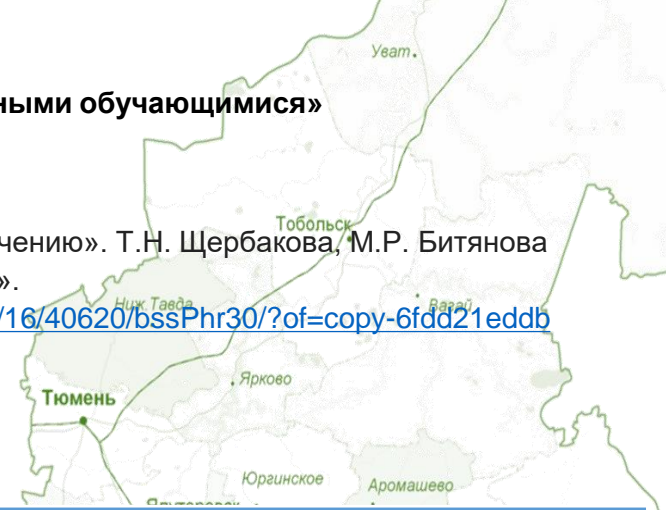 Уват
ными обучающимися»
Тобольск
чению». Т.Н. Щербакова, М.Р. Битянова
».
Ниж.Тавда
Вагай
/16/40620/bssPhr30/?of=copy-6fdd21eddb
Ярково
Тюмень
Юргинское
Аромашево